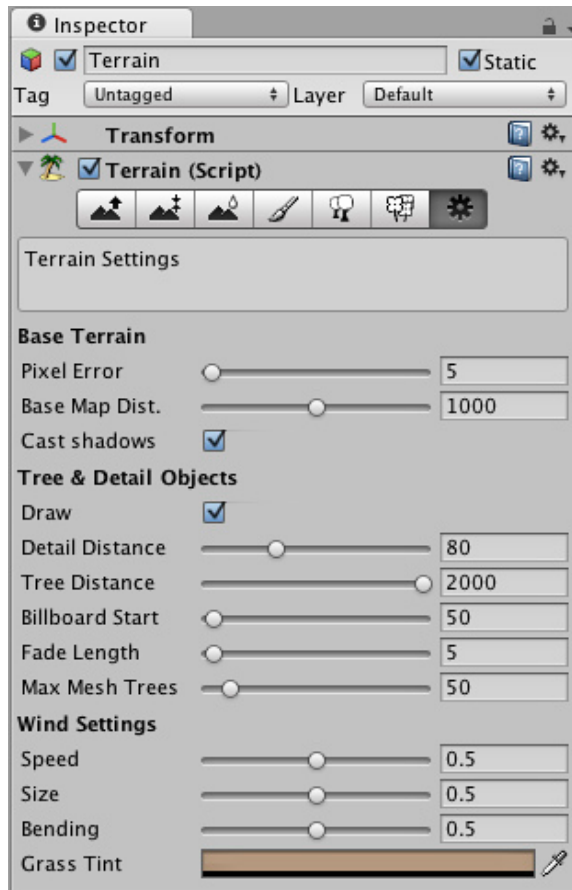 Inspector
Terrain Static
Tag Untagged Layer Default
Transform
Terrain (Script)
Terrain Settings
Base Terrain
Pixel Error 5
Base Map Dist. 1000
Cast shadows
Tree & Detail Objects
Draw
Detail Distance 80
Tree Distance 2000
Billboard Start 50
Fade Length 5
Max Mesh Trees 50
Wind Settings
Speed 0.5
Size 0.5
Bending 0.5
Grass Tint